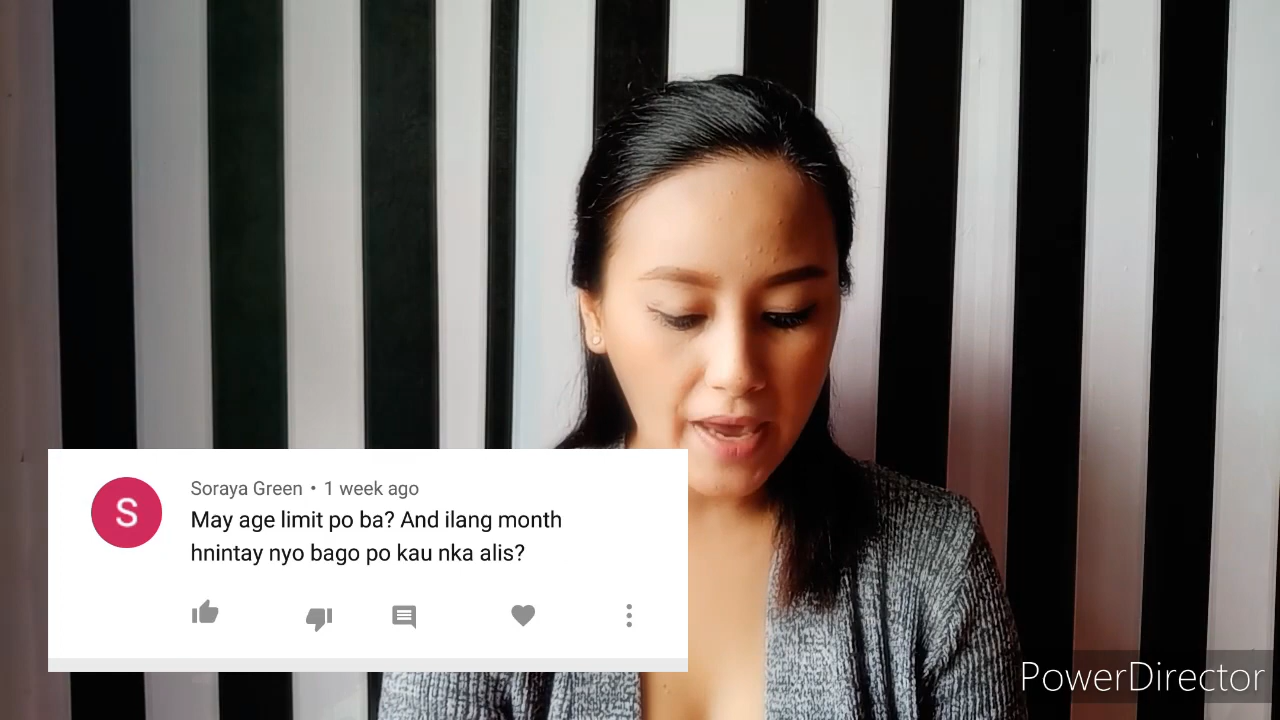 S
Soraya Green • 1 week ago
May age limit po ba? And ilang month
hnintay nyo bago po kau nka alis?
PowerDirector